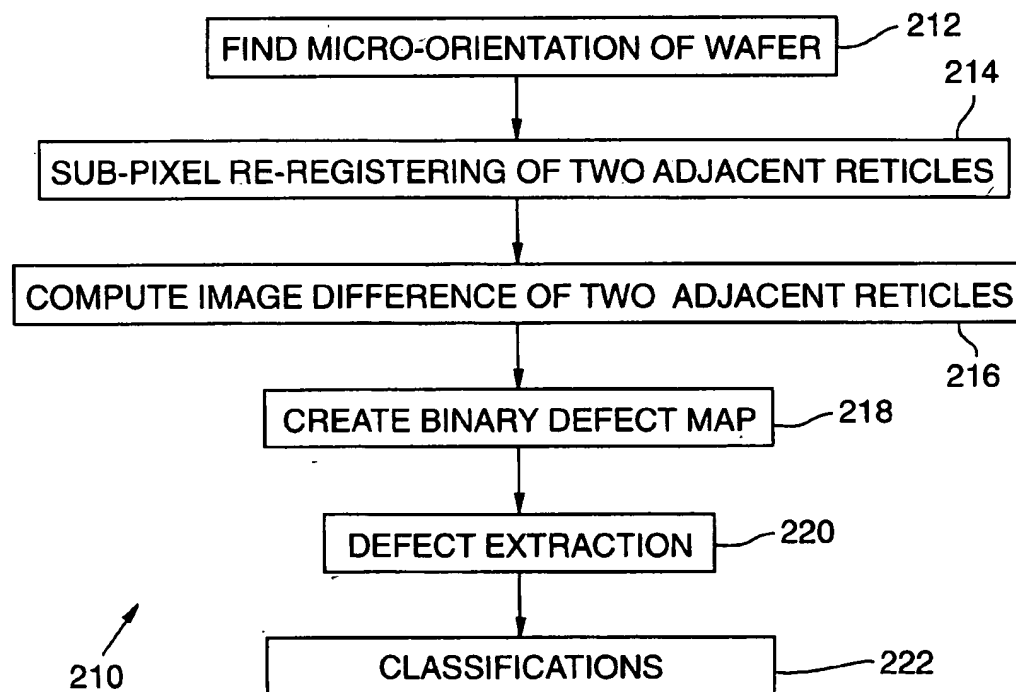 FIND MICRO-ORIENTATION OF WAFER
212
214
SUB-PIXEL RE-REGISTERING OF TWO ADJACENT RETICLES
COMPUTE IMAGE DIFFERENCE OF TWO ADJACENT RETICLES
216
CREATE BINARY DEFECT MAP
218
DEFECT EXTRACTION
220
210
CLASSIFICATIONS
222